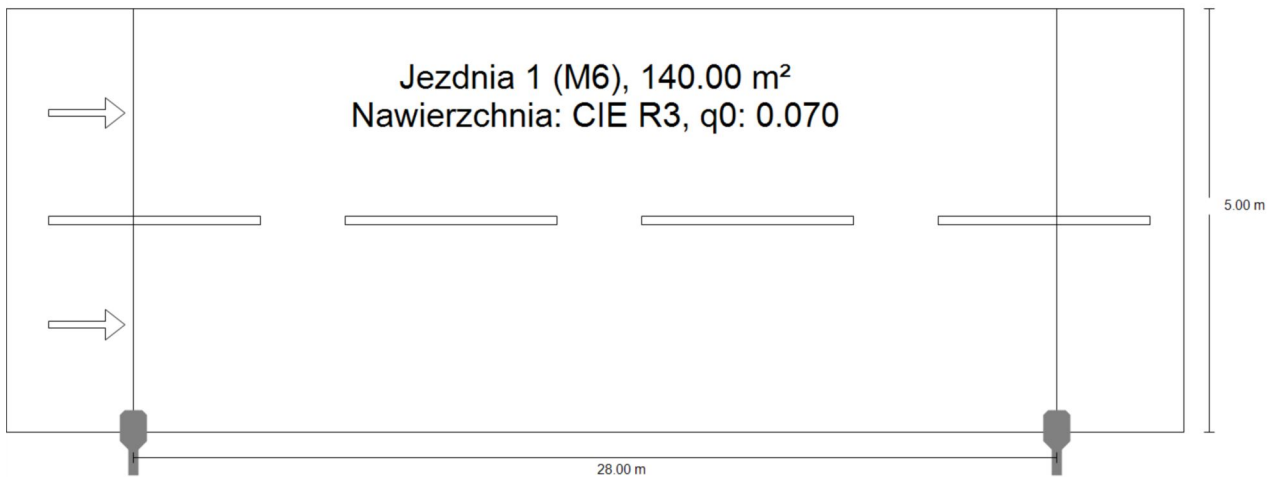 Jezdnia 1 (M6), 140.00 m²
Nawierzchnia: CIE R3, q0: 0.070
5.00 m
28.00 m